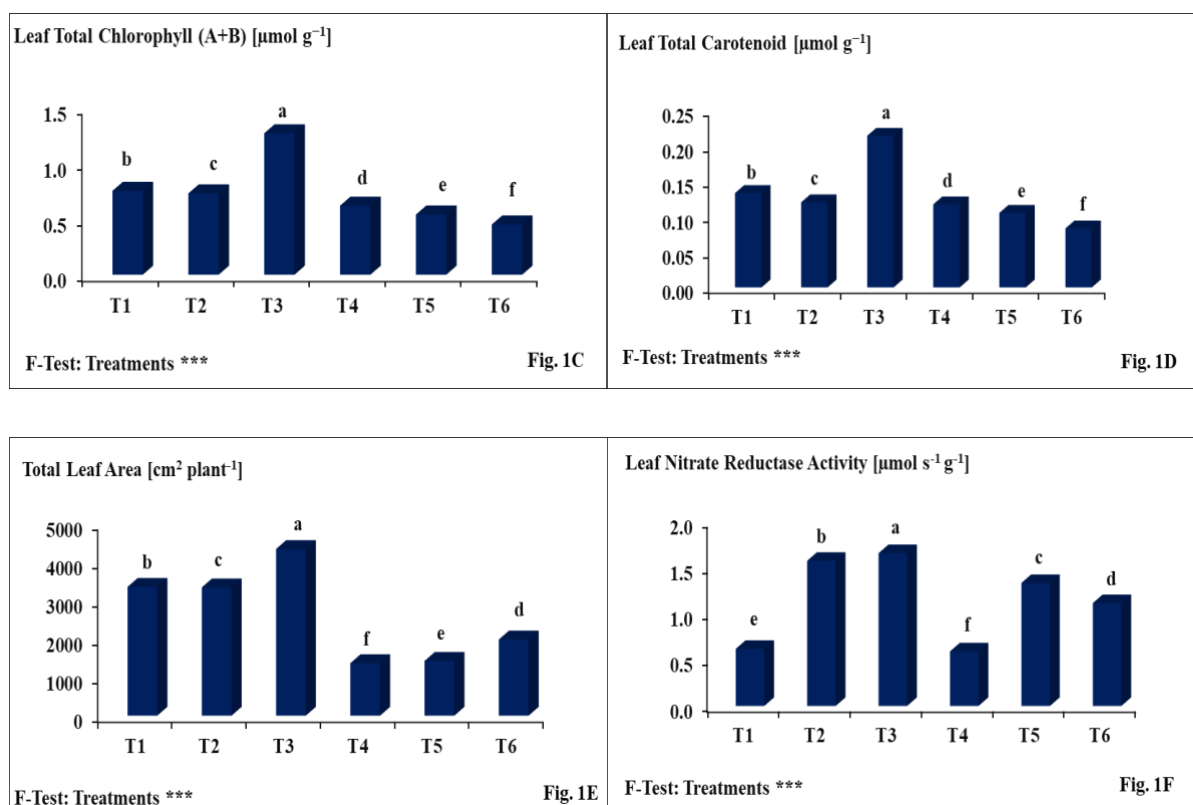 Leaf Total Chlorophyll (A+B) [µmol g⁻¹]
1.5
1.0
0.5
0.0
b
c
a
d
e
f
T1 T2 T3 T4 T5 T6
F-Test: Treatments ***
Fig. 1C
Leaf Total Carotenoid [µmol g⁻¹]
0.25
0.20
0.15
0.10
0.05
0.00
b
c
a
d
e
f
T1 T2 T3 T4 T5 T6
F-Test: Treatments ***
Fig. 1D
Total Leaf Area [cm² plant⁻¹]
5000
4000
3000
2000
1000
0
b
c
a
f
e
d
T1 T2 T3 T4 T5 T6
F-Test: Treatments ***
Fig. 1E
Leaf Nitrate Reductase Activity [µmol s⁻¹ g⁻¹]
2.0
1.5
1.0
0.5
0.0
e
b
a
f
c
d
T1 T2 T3 T4 T5 T6
F-Test: Treatments ***
Fig. 1F